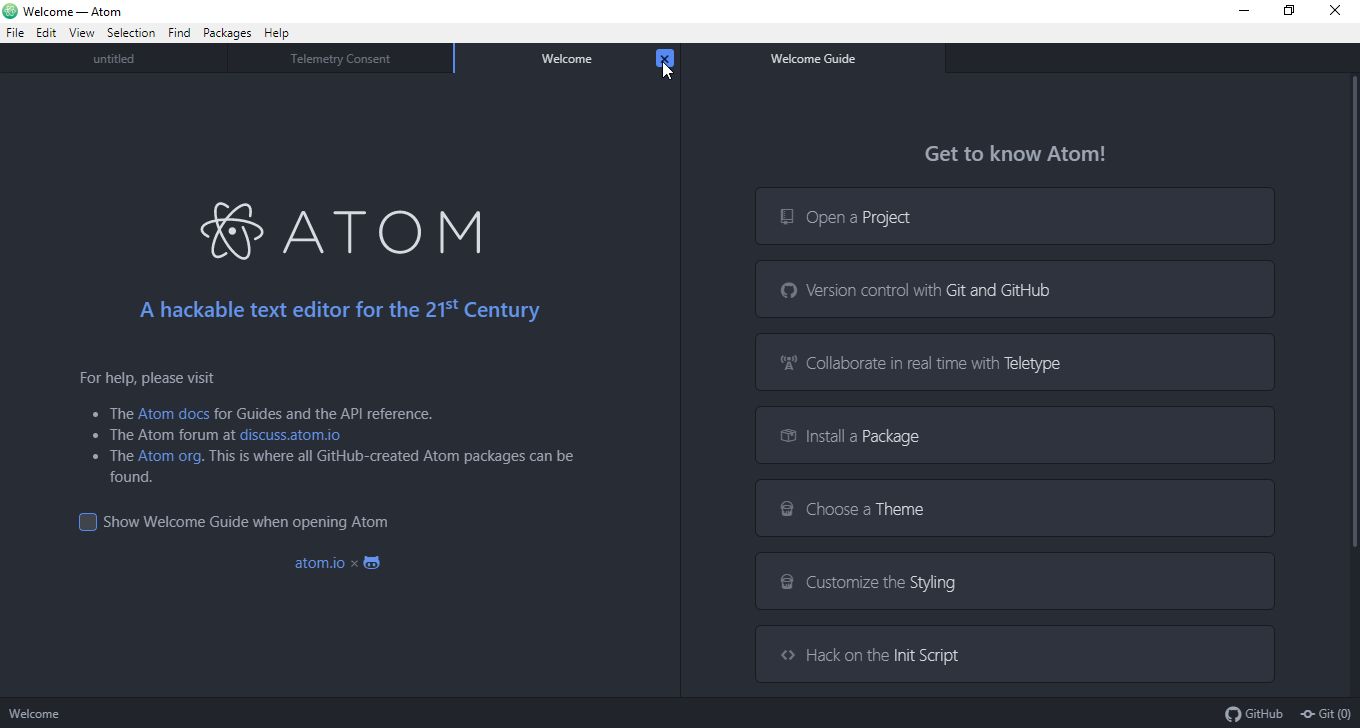 Welcome — Atom
File Edit View Selection Find Packages Help
untitled
Telemetry Consent
Welcome
Welcome Guide
ATOM
A hackable text editor for the 21st Century
For help, please visit
• The Atom docs for Guides and the API reference.
• The Atom forum at discuss.atom.io
• The Atom org. This is where all GitHub-created Atom packages can be
found.
Show Welcome Guide when opening Atom
atom.io ×
Get to know Atom!
Open a Project
Version control with Git and GitHub
Collaborate in real time with Teletype
Install a Package
Choose a Theme
Customize the Styling
Hack on the Init Script
Welcome
GitHub
Git (0)